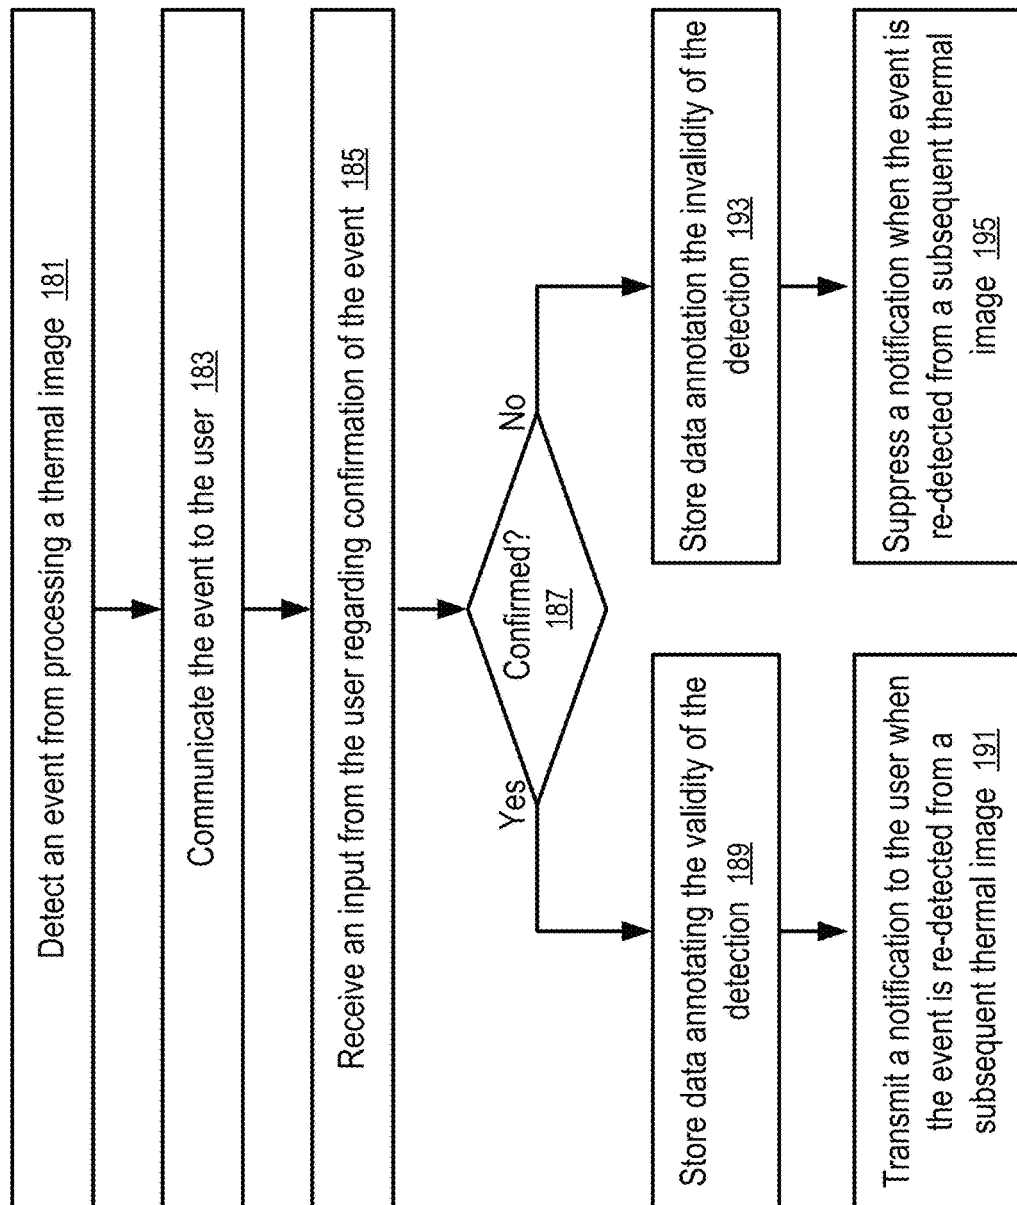 Detect an event from processing a thermal image 181
Communicate the event to the user 183
Receive an input from the user regarding confirmation of the event 185
Confirmed?
187
Yes
No
Store data annotating the validity of the
detection 189
Transmit a notification to the user when
the event is re-detected from a
subsequent thermal image 191
Store data annotation the invalidity of the
detection 193
Suppress a notification when the event is
re-detected from a subsequent thermal
image 195